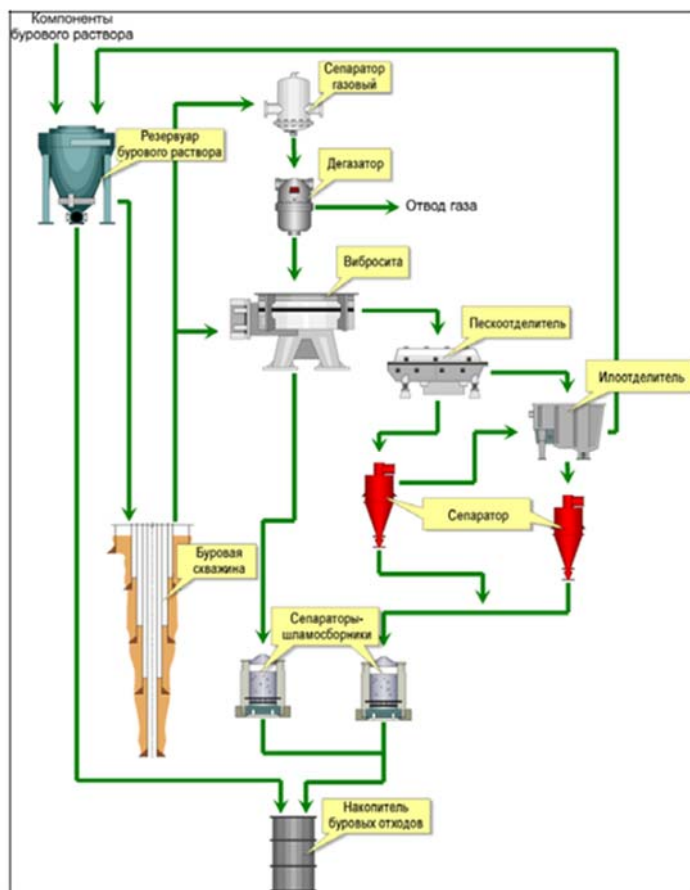 Компоненты
бурового раствора
Сепаратор
газовый
Резервуар
бурового раствора
Дегазатор
Отвод газа
Вибросита
Пескоотделитель
Илоотделитель
Сепаратор
Буровая
скважина
Сепараторы-
шламосборники
Накопитель
буровых отходов